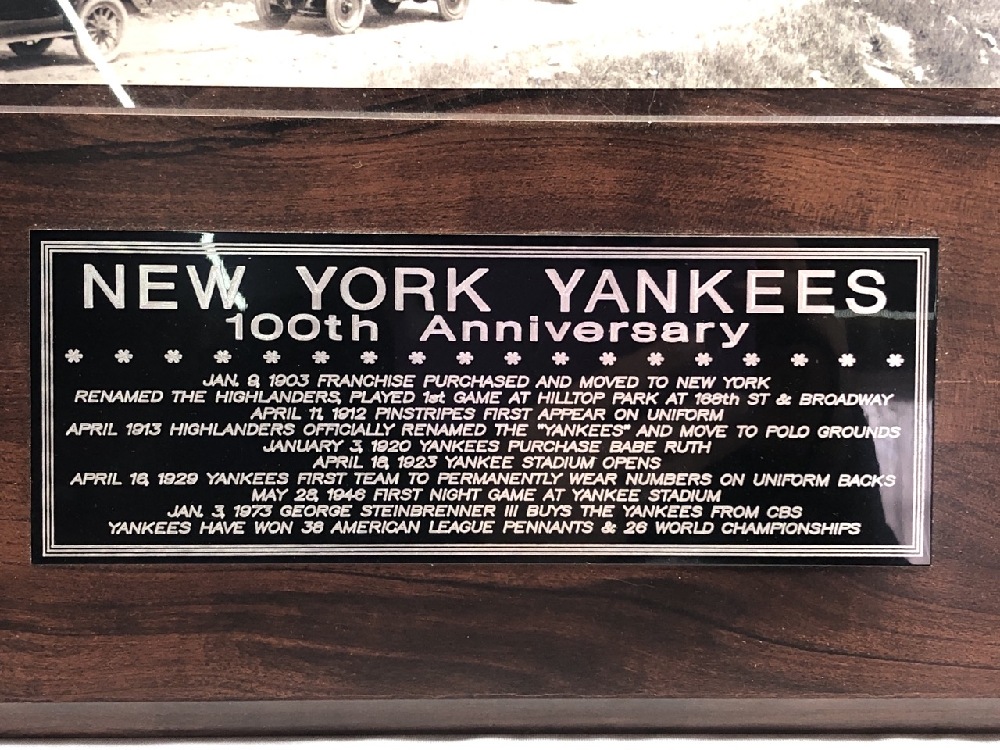 NEW YORK YANKEES
100th Anniversary
* * * * * * * * * * * * * * * * * *
JAN. 9, 1903 FRANCHISE PURCHASED AND MOVED TO NEW YORK
RENAMED THE HIGHLANDERS, PLAYED 1st GAME AT HILLTOP PARK AT 168th ST & BROADWAY
APRIL 11, 1912 PINSTRIPES FIRST APPEAR ON UNIFORM
APRIL 1913 HIGHLANDERS OFFICIALLY RENAMED THE "YANKEES" AND MOVE TO POLO GROUNDS
JANUARY 3, 1920 YANKEES PURCHASE BABE RUTH
APRIL 18, 1923 YANKEE STADIUM OPENS
APRIL 16, 1929 YANKEES FIRST TEAM TO PERMANENTLY WEAR NUMBERS ON UNIFORM BACKS
MAY 28, 1946 FIRST NIGHT GAME AT YANKEE STADIUM
JAN. 3, 1973 GEORGE STEINBRENNER III BUYS THE YANKEES FROM CBS
YANKEES HAVE WON 38 AMERICAN LEAGUE PENNANTS & 26 WORLD CHAMPIONSHIPS